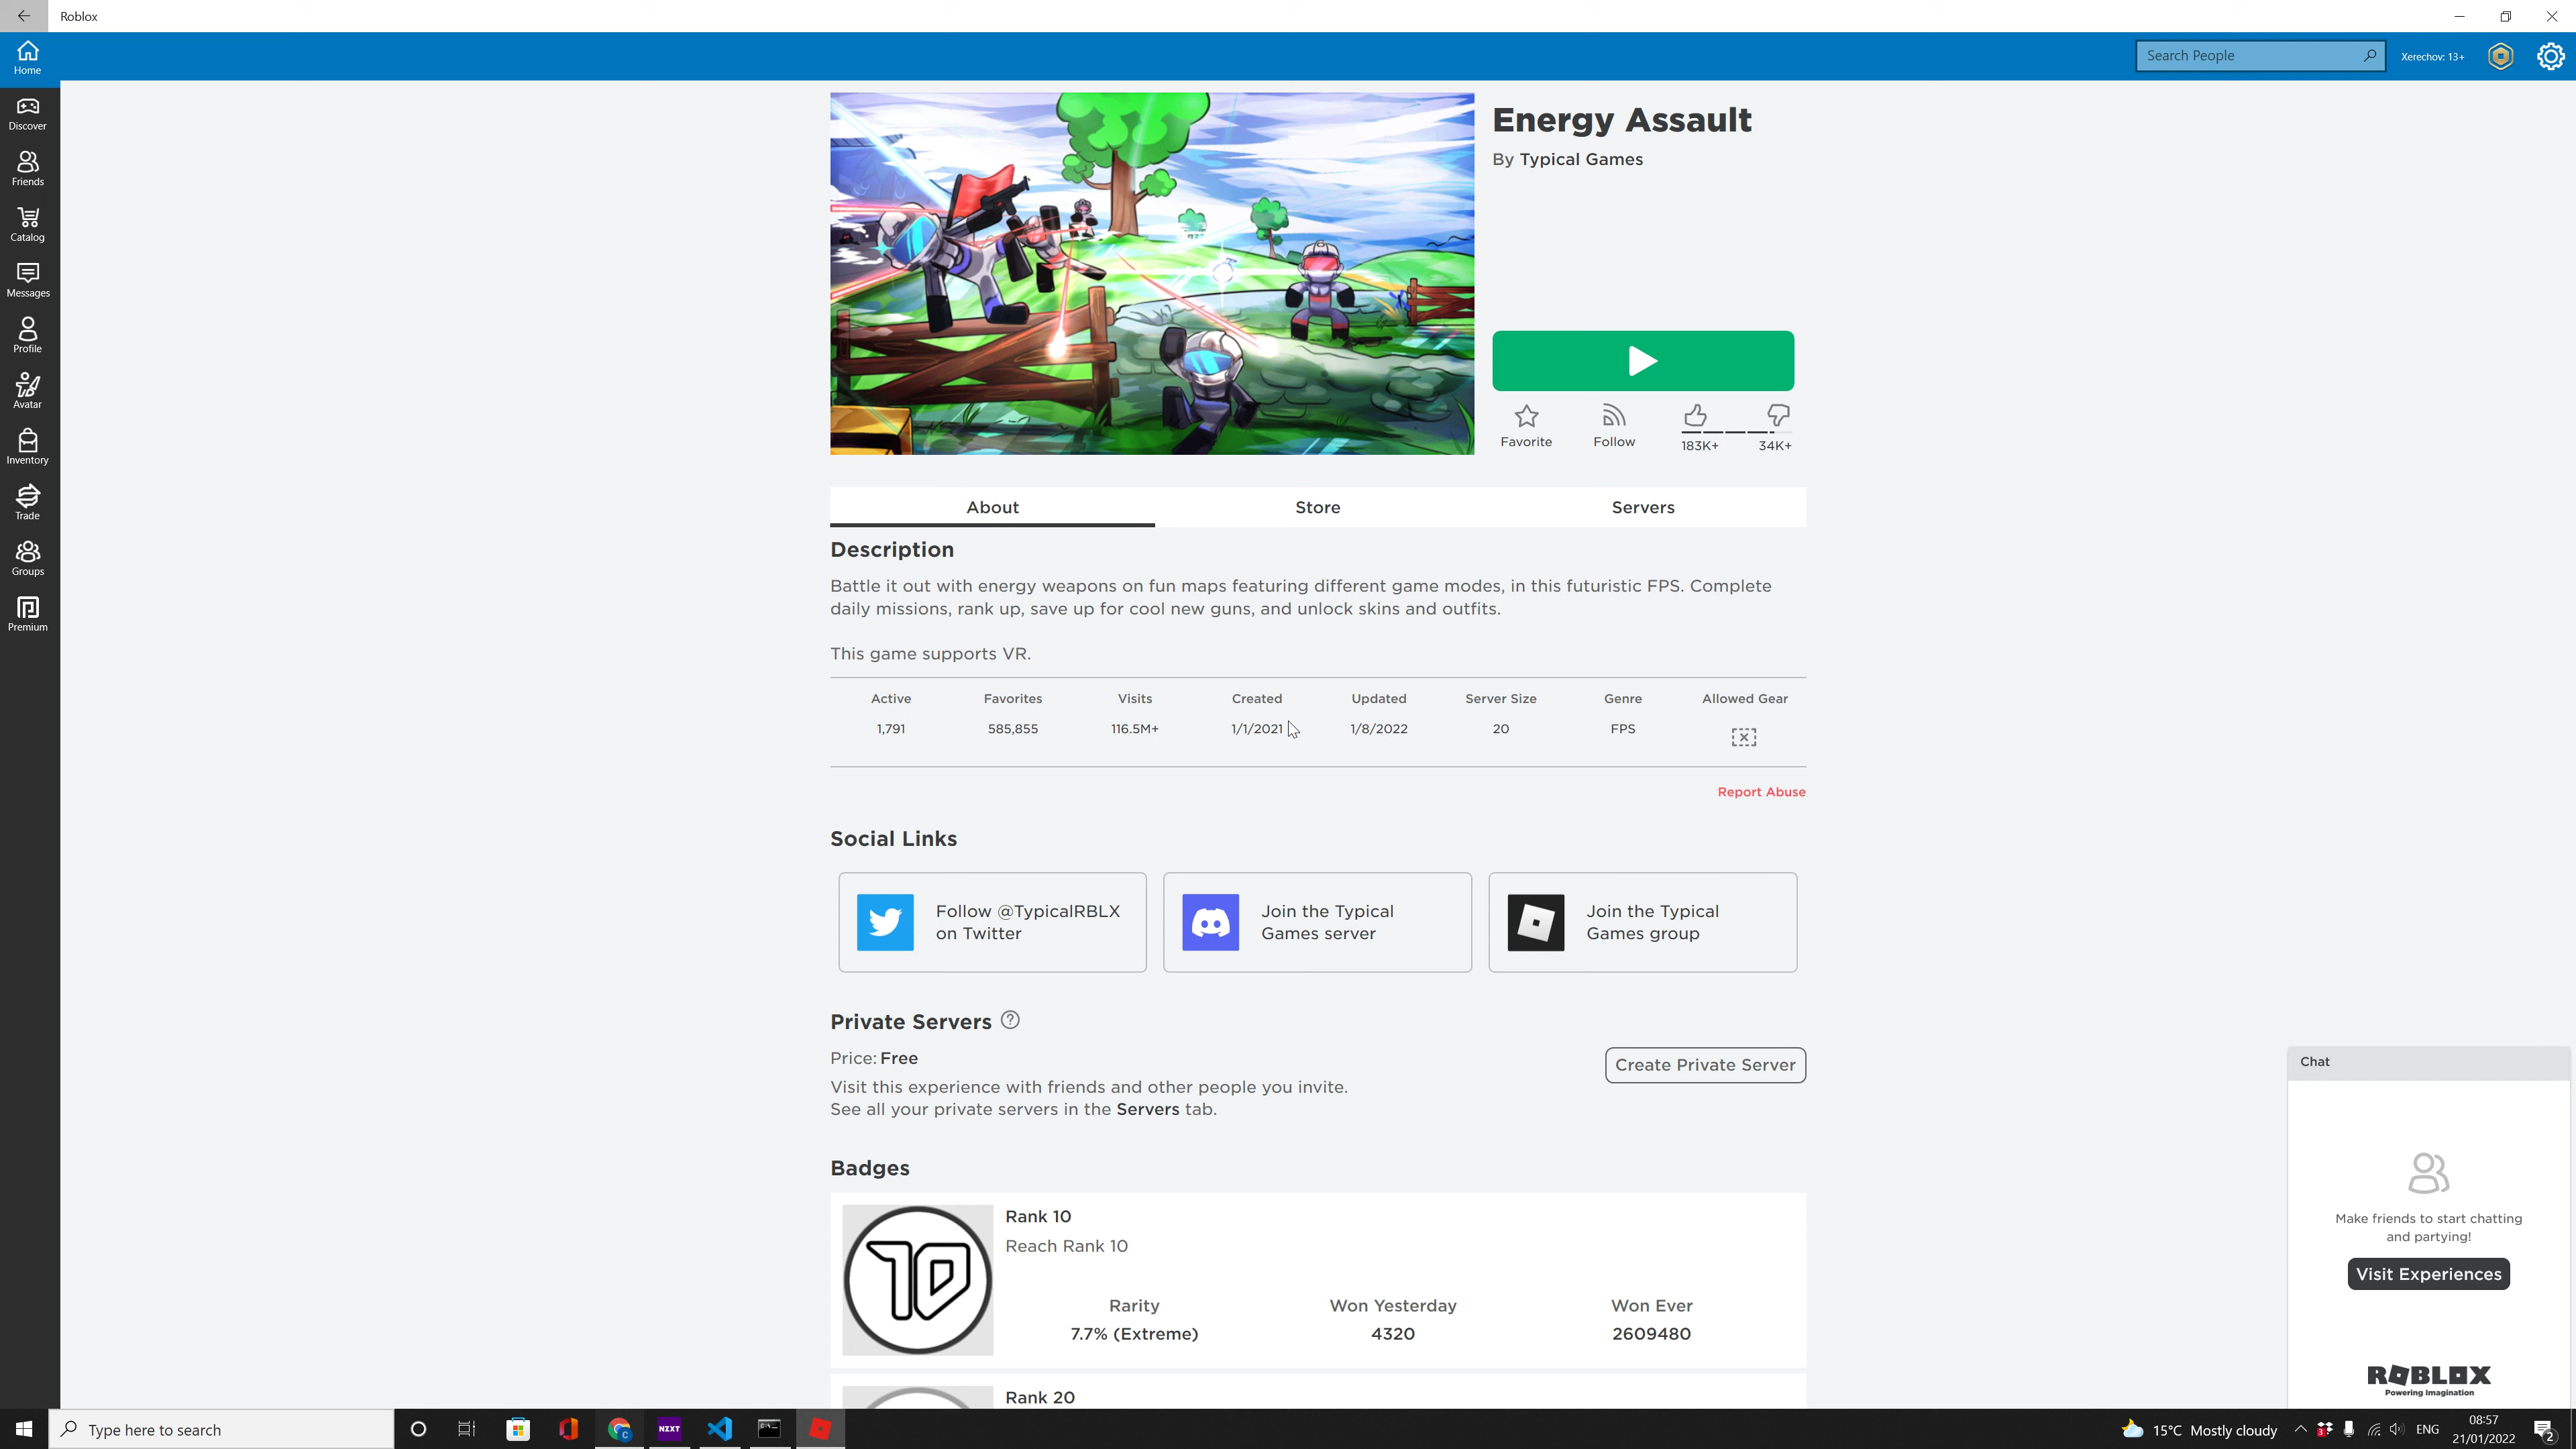 Roblox
Home
Search People
Xerechov: 13+
Discover
Friends
Catalog
Messages
Profile
Avatar
Inventory
Trade
Groups
Premium
Energy Assault
By Typical Games
Favorite
Follow
183K+
34K+
About
Store
Servers
Description
Battle it out with energy weapons on fun maps featuring different game modes, in this futuristic FPS. Complete
daily missions, rank up, save up for cool new guns, and unlock skins and outfits.
This game supports VR.
Active Favorites Visits Created Updated Server Size Genre Allowed Gear
1,791 585,855 116.5M+ 1/1/2021 1/8/2022 20 FPS
Report Abuse
Social Links
Follow @TypicalRBLX
on Twitter
Join the Typical
Games server
Join the Typical
Games group
Private Servers
Price: Free
Create Private Server
Visit this experience with friends and other people you invite.
See all your private servers in the Servers tab.
Badges
10
Rank 10
Reach Rank 10
Rarity Won Yesterday Won Ever
7.7% (Extreme) 4320 2609480
Rank 20
Chat
Make friends to start chatting
and partying!
Visit Experiences
ROBLOX
Powering Imagination
Type here to search
NZXT
15°C Mostly cloudy
3
ENG
08:57
21/01/2022
2